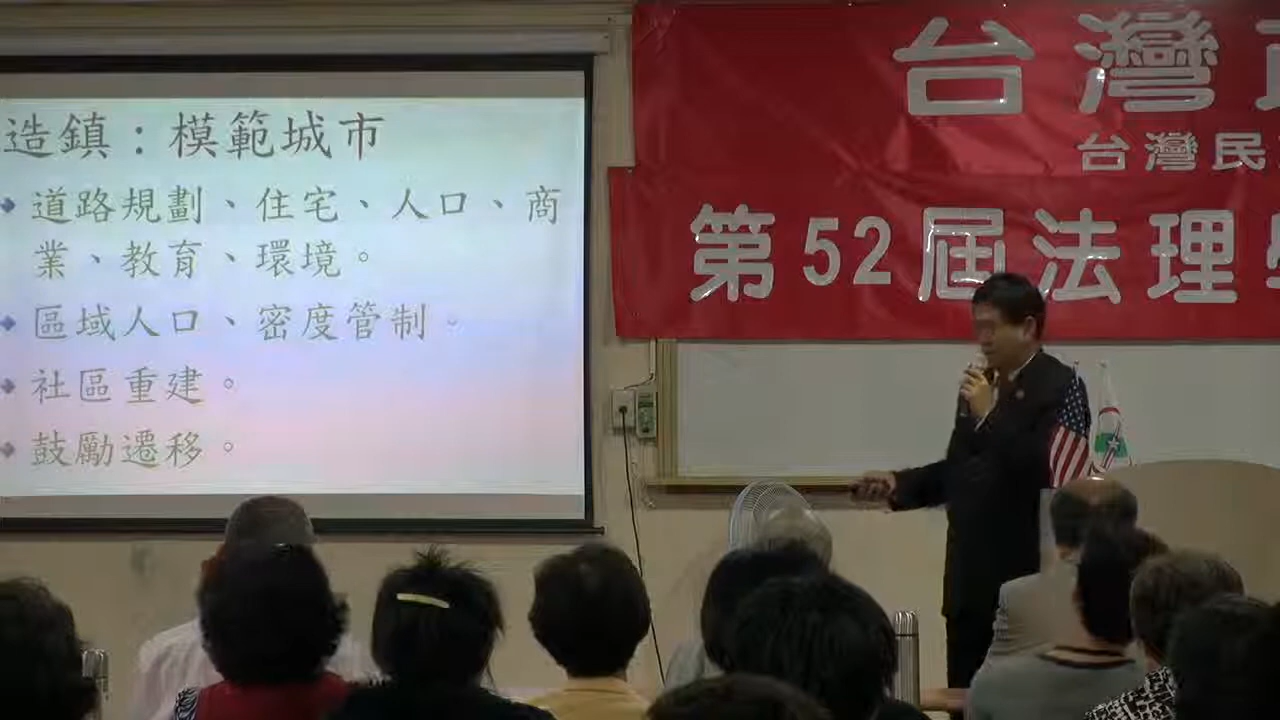 造鎮：模範城市
道路規劃、住宅、人口、商
業、教育、環境。
區域人口、密度管制。
社區重建。
鼓勵遷移。
台灣
台灣民
第52屆法理